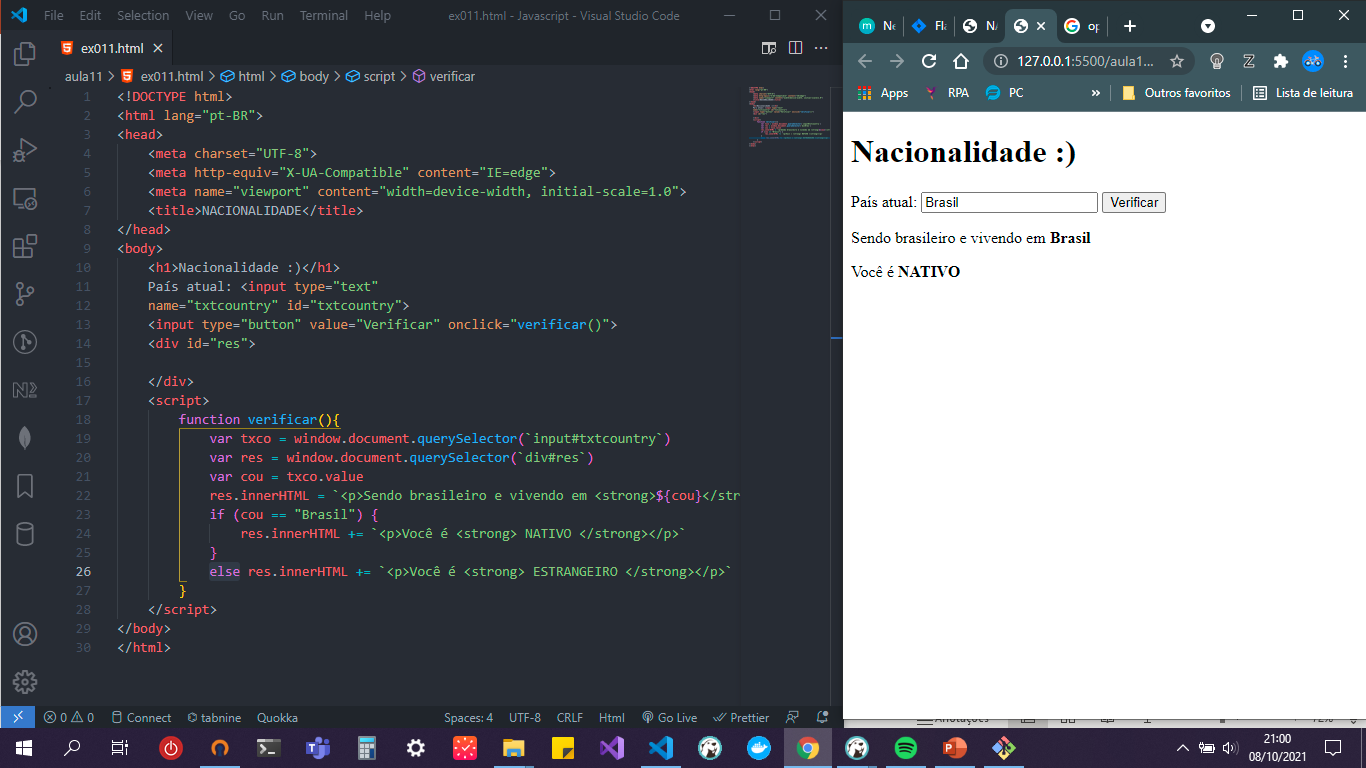 File Edit Selection View Go Run Terminal Help ex011.html - Javascript - Visual Studio Code
ex011.html
aula11 > ex011.html > html > body > script > verificar
1 <!DOCTYPE html>
2 <html lang="pt-BR">
3 <head>
4 <meta charset="UTF-8">
5 <meta http-equiv="X-UA-Compatible" content="IE=edge">
6 <meta name="viewport" content="width=device-width, initial-scale=1.0">
7 <title>NACIONALIDADE</title>
8 </head>
9 <body>
10 <h1>Nacionalidade :)</h1>
11 País atual: <input type="text"
12 name="txtcountry" id="txtcountry">
13 <input type="button" value="Verificar" onclick="verificar()">
14 <div id="res">
15
16 </div>
17 <script>
18 function verificar(){
19 var txco = window.document.querySelector(`input#txtcountry`)
20 var res = window.document.querySelector(`div#res`)
21 var cou = txco.value
22 res.innerHTML = `<p>Sendo brasileiro e vivendo em <strong>${cou}</str
23 if (cou == "Brasil") {
24 res.innerHTML += `<p>Você é <strong> NATIVO </strong></p>`
25 }
26 else res.innerHTML += `<p>Você é <strong> ESTRANGEIRO </strong></p>`
27 }
28 </script>
29 </body>
30 </html>
0 0 Connect tabnine Quokka Spaces: 4 UTF-8 CRLF Html Go Live Prettier
Ne Fl N op
127.0.0.1:5500/aula1...
Apps RPA PC » Outros favoritos Lista de leitura
Nacionalidade :)
País atual: Brasil Verificar
Sendo brasileiro e vivendo em Brasil
Você é NATIVO
21:00
08/10/2021